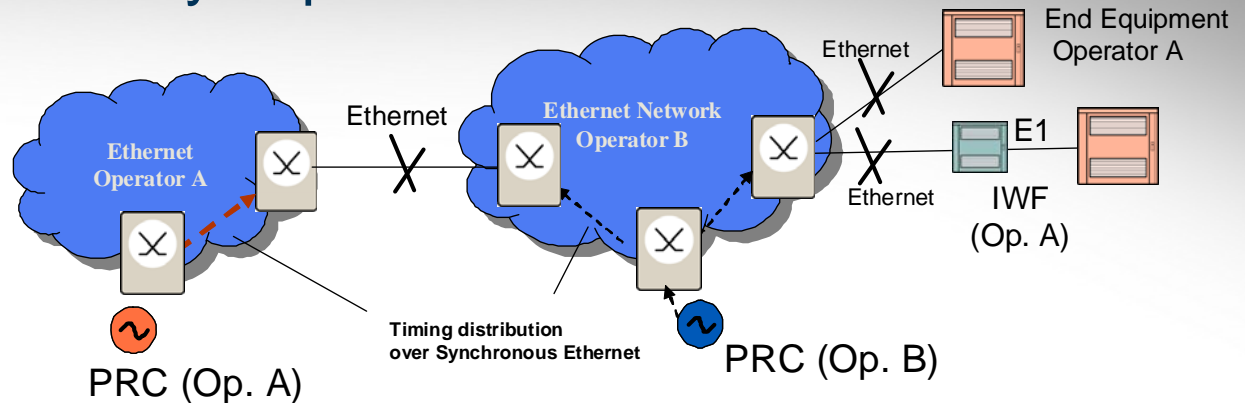 End Equipment
Operator A
Ethernet
Ethernet
Ethernet Network
Operator B
Ethernet
Operator A
E1
Ethernet
IWF
(Op. A)
Timing distribution
over Synchronous Ethernet
PRC (Op. B)
PRC (Op. A)